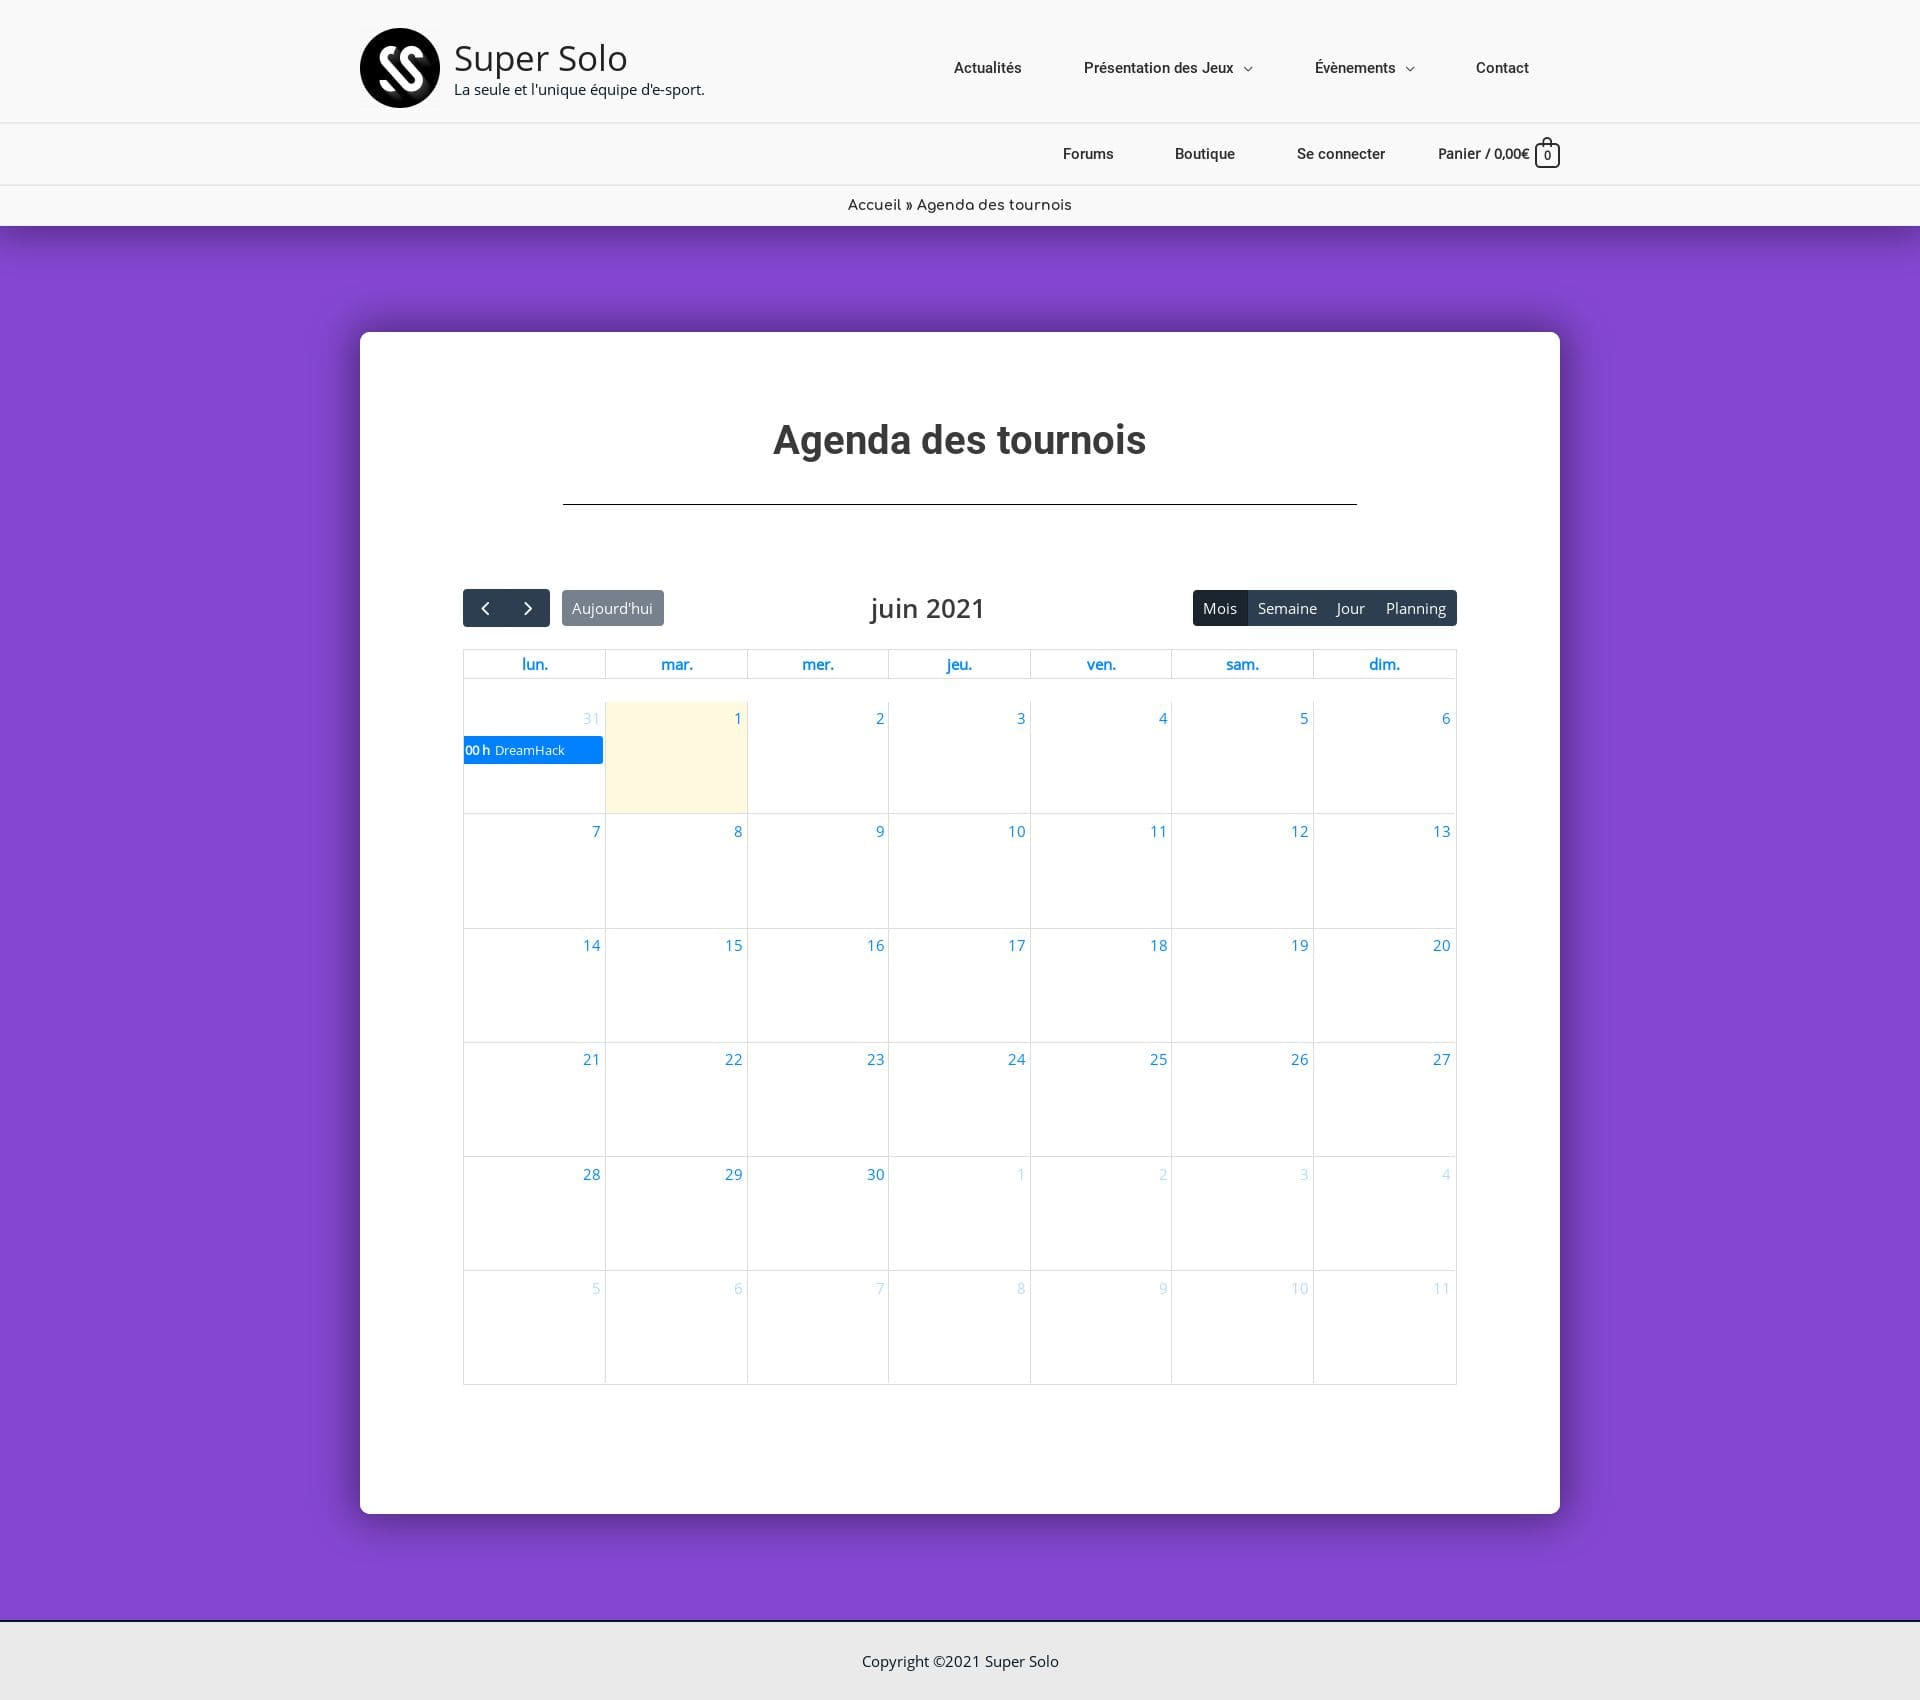 Super Solo
La seule et l'unique équipe d'e-sport.
Actualités Présentation des Jeux Évènements Contact
Forums Boutique Se connecter Panier / 0,00€ 0
Accueil » Agenda des tournois
Agenda des tournois
Aujourd'hui juin 2021 Mois Semaine Jour Planning
lun. mar. mer. jeu. ven. sam. dim.
31 1 2 3 4 5 6
00 h DreamHack
7 8 9 10 11 12 13
14 15 16 17 18 19 20
21 22 23 24 25 26 27
28 29 30 1 2 3 4
5 6 7 8 9 10 11
Copyright ©2021 Super Solo